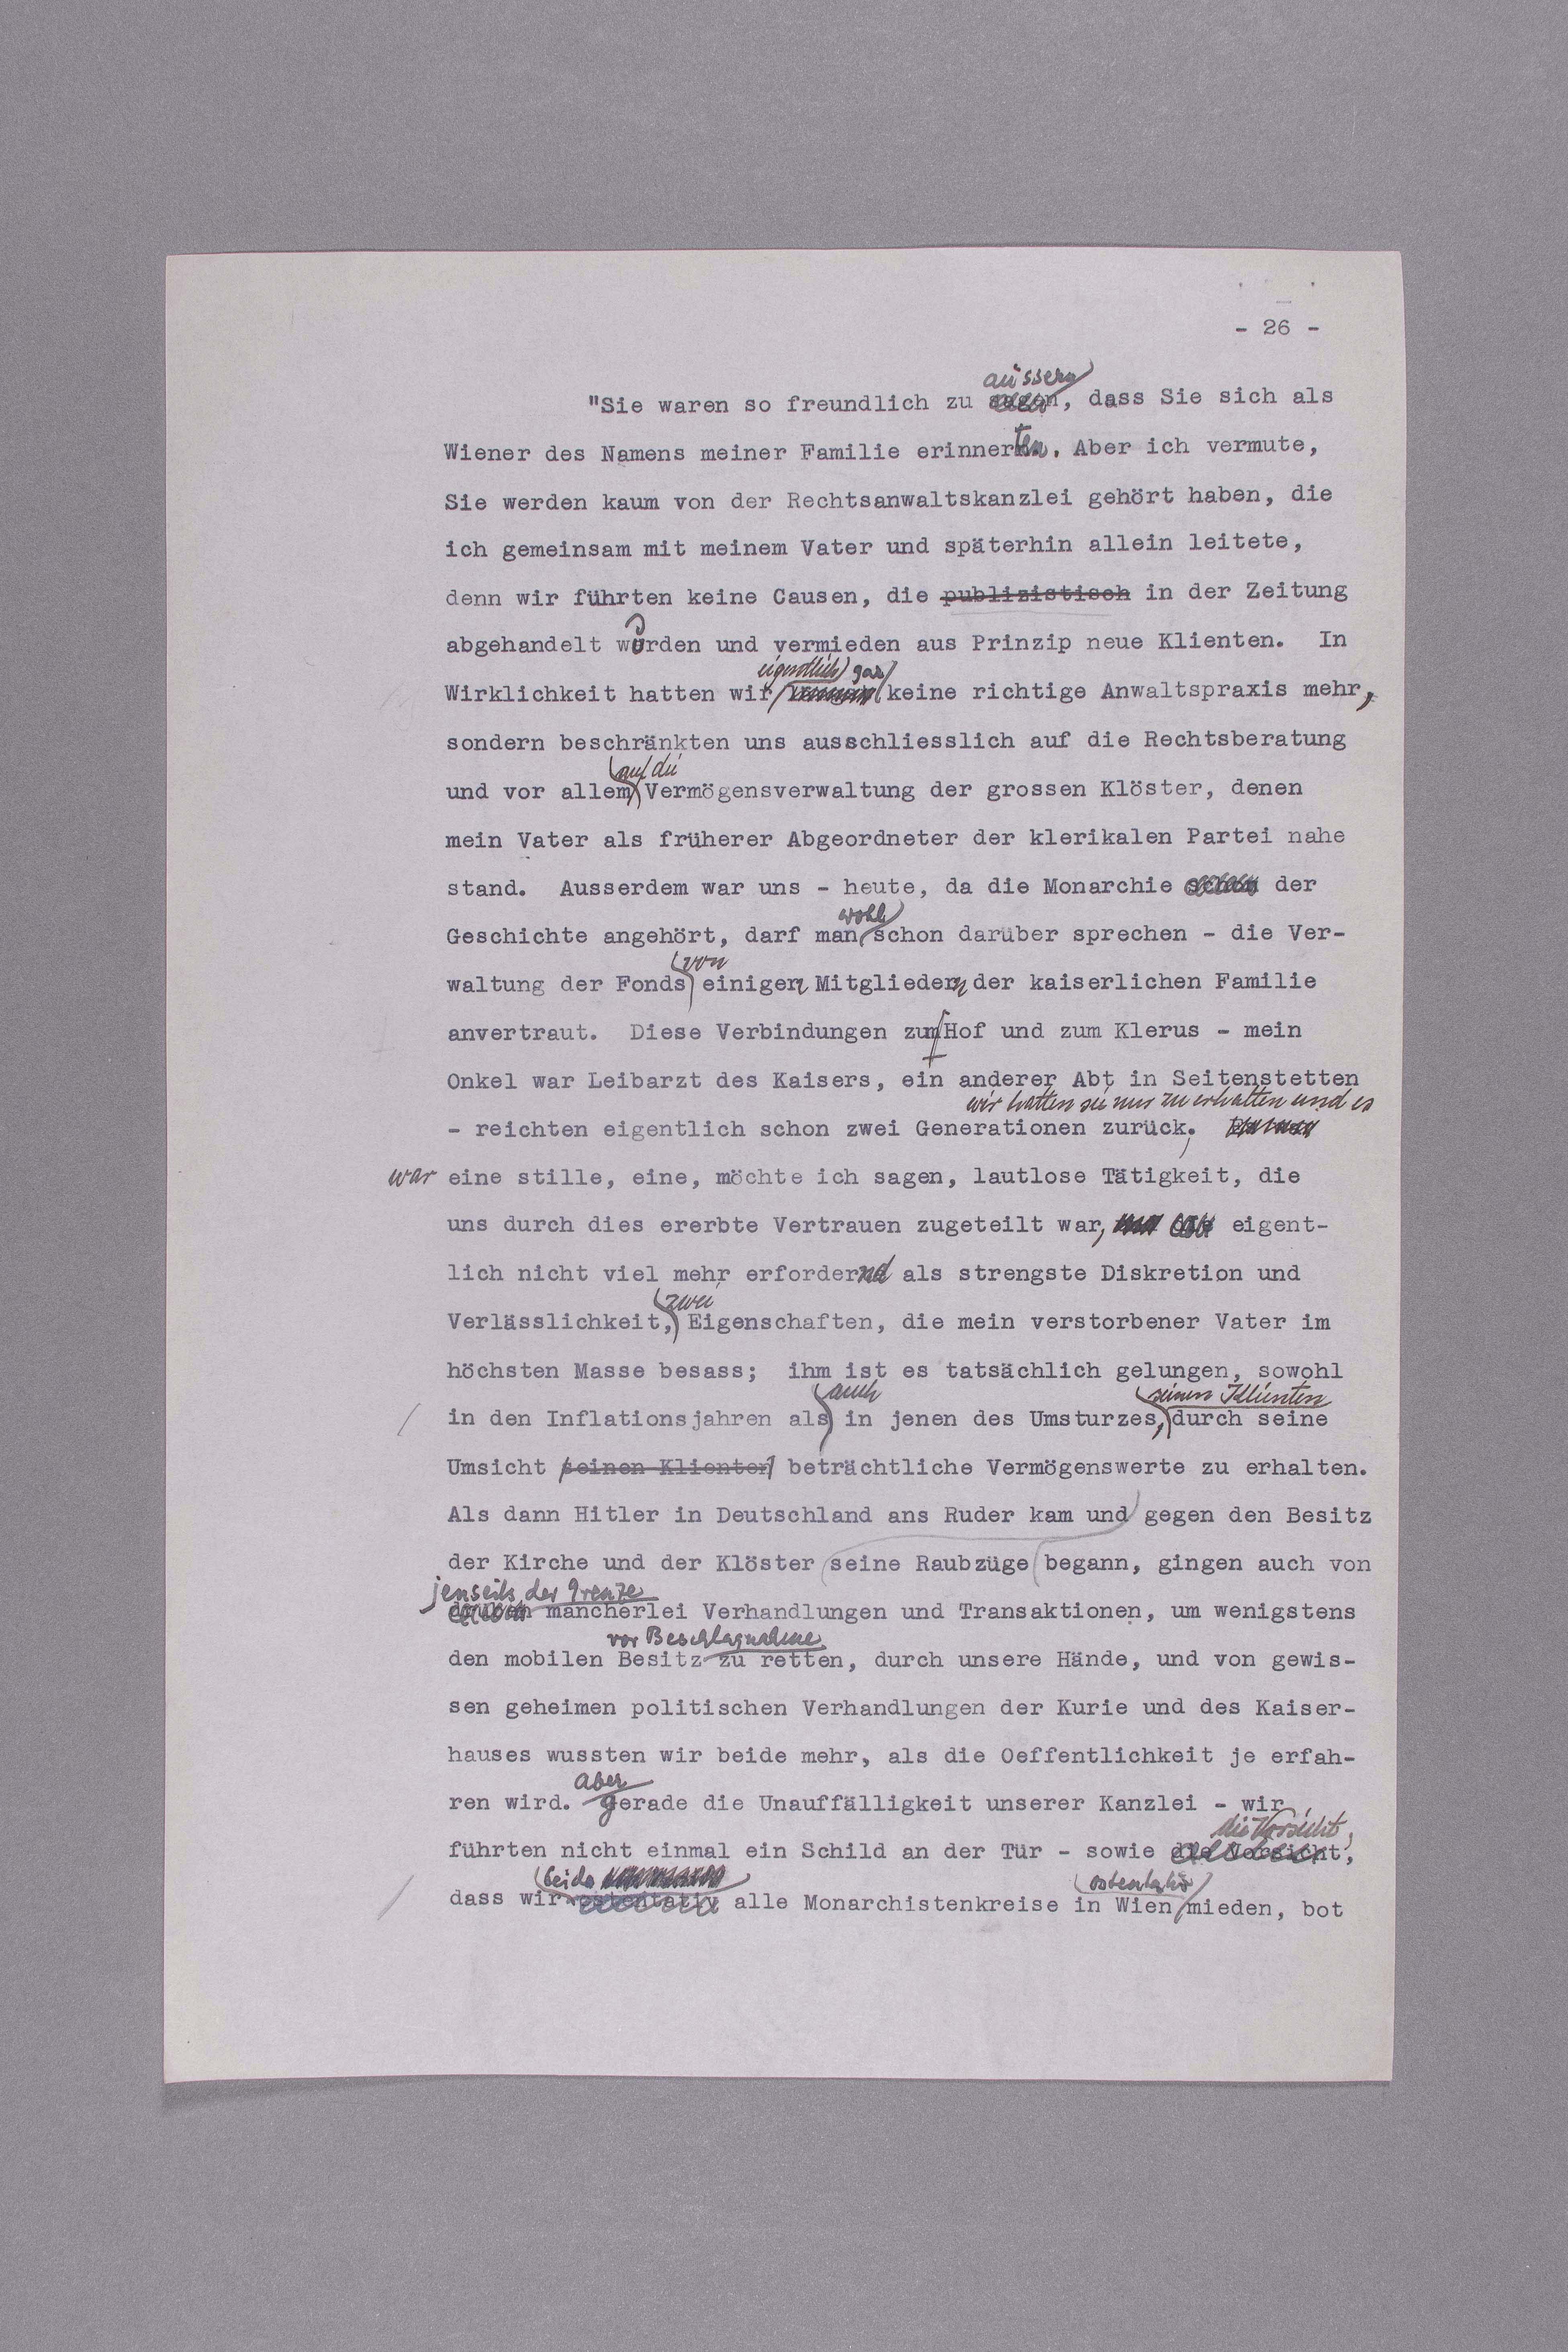 - 26 -
äussern
"Sie waren so freundlich zu sagen, dass Sie sich als
Wiener des Namens meiner Familie erinnerten. Aber ich vermute,
Sie werden kaum von der Rechtsanwaltskanzlei gehört haben, die
ich gemeinsam mit meinem Vater und späterhin allein leitete,
denn wir führten keine Causen, die publizistisch in der Zeitung
abgehandelt wurden und vermieden aus Prinzip neue Klienten. In
eigentlich gar
Wirklichkeit hatten wir keine richtige Anwaltspraxis mehr,
sondern beschränkten uns ausschliesslich auf die Rechtsberatung
auf die
und vor allem Vermögensverwaltung der grossen Klöster, denen
mein Vater als früherer Abgeordneter der klerikalen Partei nahe
stand. Ausserdem war uns - heute, da die Monarchie der
wohl
Geschichte angehört, darf man schon darüber sprechen - die Ver-
von
waltung der Fonds einigen Mitgliedern der kaiserlichen Familie
anvertraut. Diese Verbindungen zum Hof und zum Klerus - mein
Onkel war Leibarzt des Kaisers, ein anderer Abt in Seitenstetten
wir hatten sie nur zu erhalten und es
- reichten eigentlich schon zwei Generationen zurück;
war eine stille, eine, möchte ich sagen, lautlose Tätigkeit, die
uns durch dies ererbte Vertrauen zugeteilt war, eigent-
lich nicht viel mehr erfordernd als strengste Diskretion und
zwei
Verlässlichkeit, Eigenschaften, die mein verstorbener Vater im
höchsten Masse besass; ihm ist es tatsächlich gelungen, sowohl
auch seinen Klienten
in den Inflationsjahren als in jenen des Umsturzes, durch seine
Umsicht seinen Klienten beträchtliche Vermögenswerte zu erhalten.
Als dann Hitler in Deutschland ans Ruder kam und gegen den Besitz
der Kirche und der Klöster seine Raubzüge begann, gingen auch von
jenseits der Grenze
mancherlei Verhandlungen und Transaktionen, um wenigstens
vor Beschlagnahme
den mobilen Besitz zu retten, durch unsere Hände, und von gewis-
sen geheimen politischen Verhandlungen der Kurie und des Kaiser-
hauses wussten wir beide mehr, als die Oeffentlichkeit je erfah-
aber
ren wird. gerade die Unauffälligkeit unserer Kanzlei - wir
die Vorsicht,
führten nicht einmal ein Schild an der Tür - sowie die Vorsicht,
beide ostentativ
dass wir ostentativ alle Monarchistenkreise in Wien mieden, bot